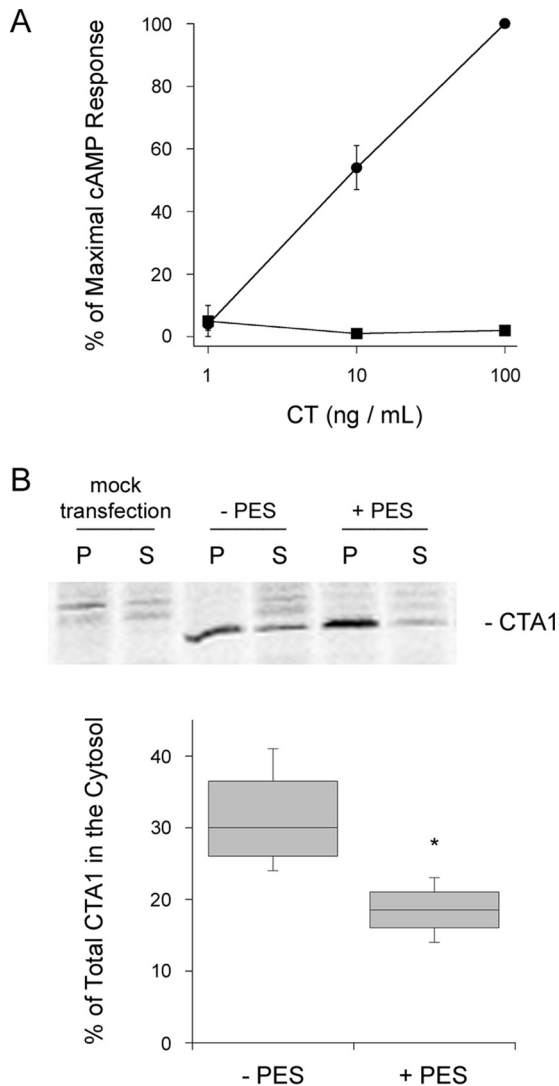 A
% of Maximal cAMP Response
100
80
60
40
20
0
1
10
100
CT (ng / mL)
B
mock
transfection
- PES
+ PES
P
S
P
S
P
S
- CTA1
% of Total CTA1 in the Cytosol
40
30
20
10
0
*
- PES
+ PES